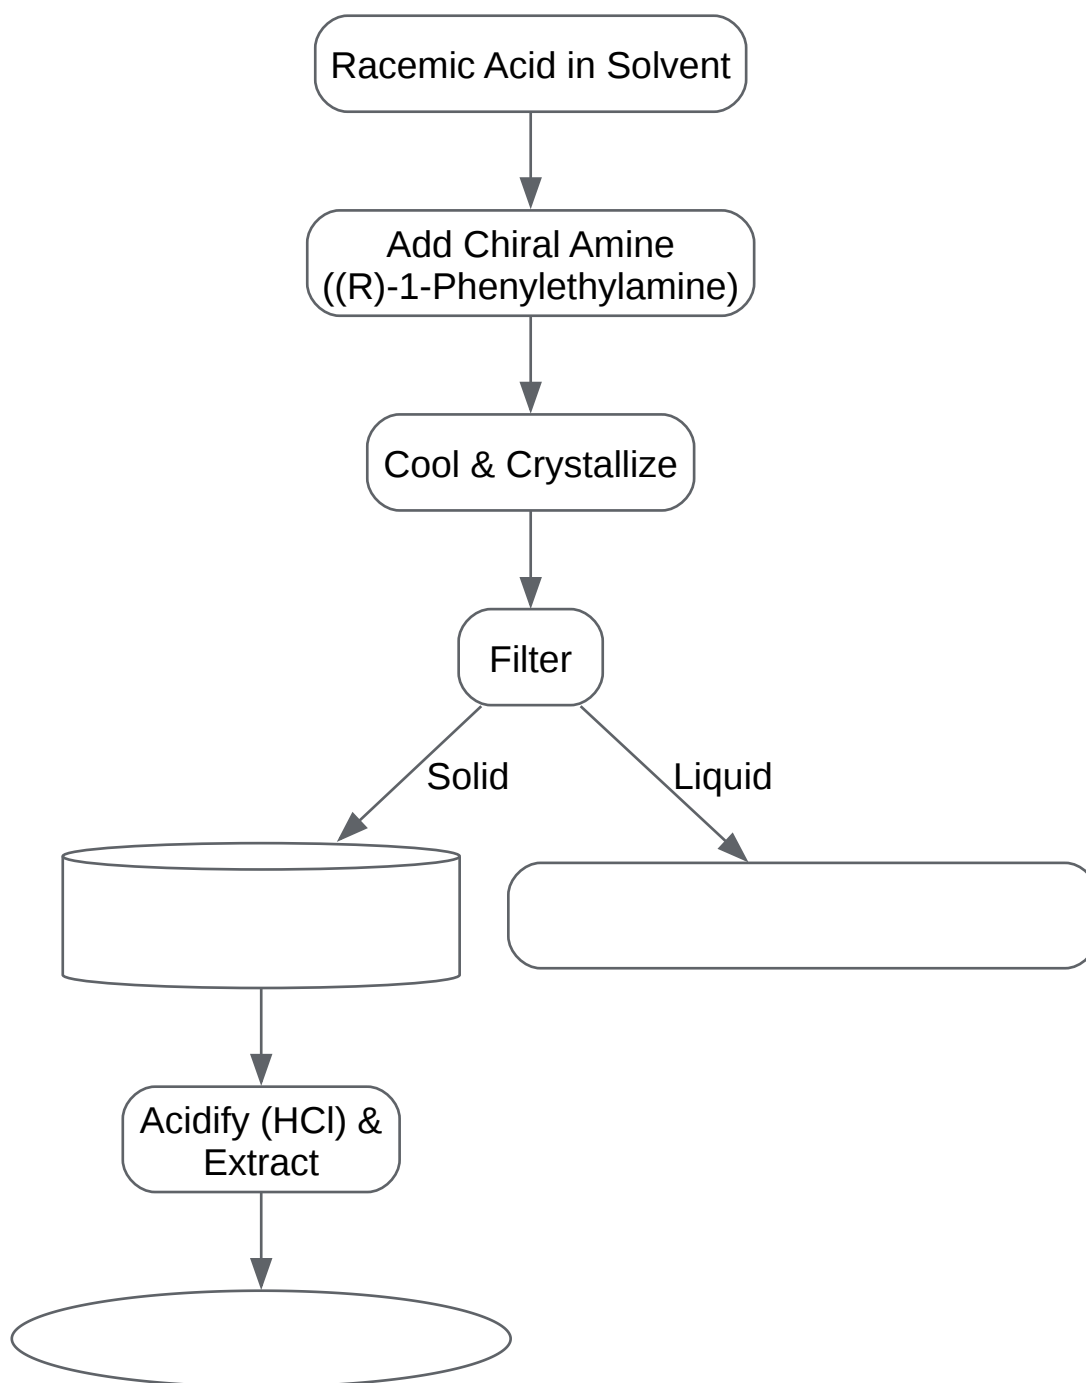 Racemic Acid in Solvent
Add Chiral Amine
((R)-1-Phenylethylamine)
Cool & Crystallize
Filter
Solid
Liquid
Acidify (HCl) &
Extract